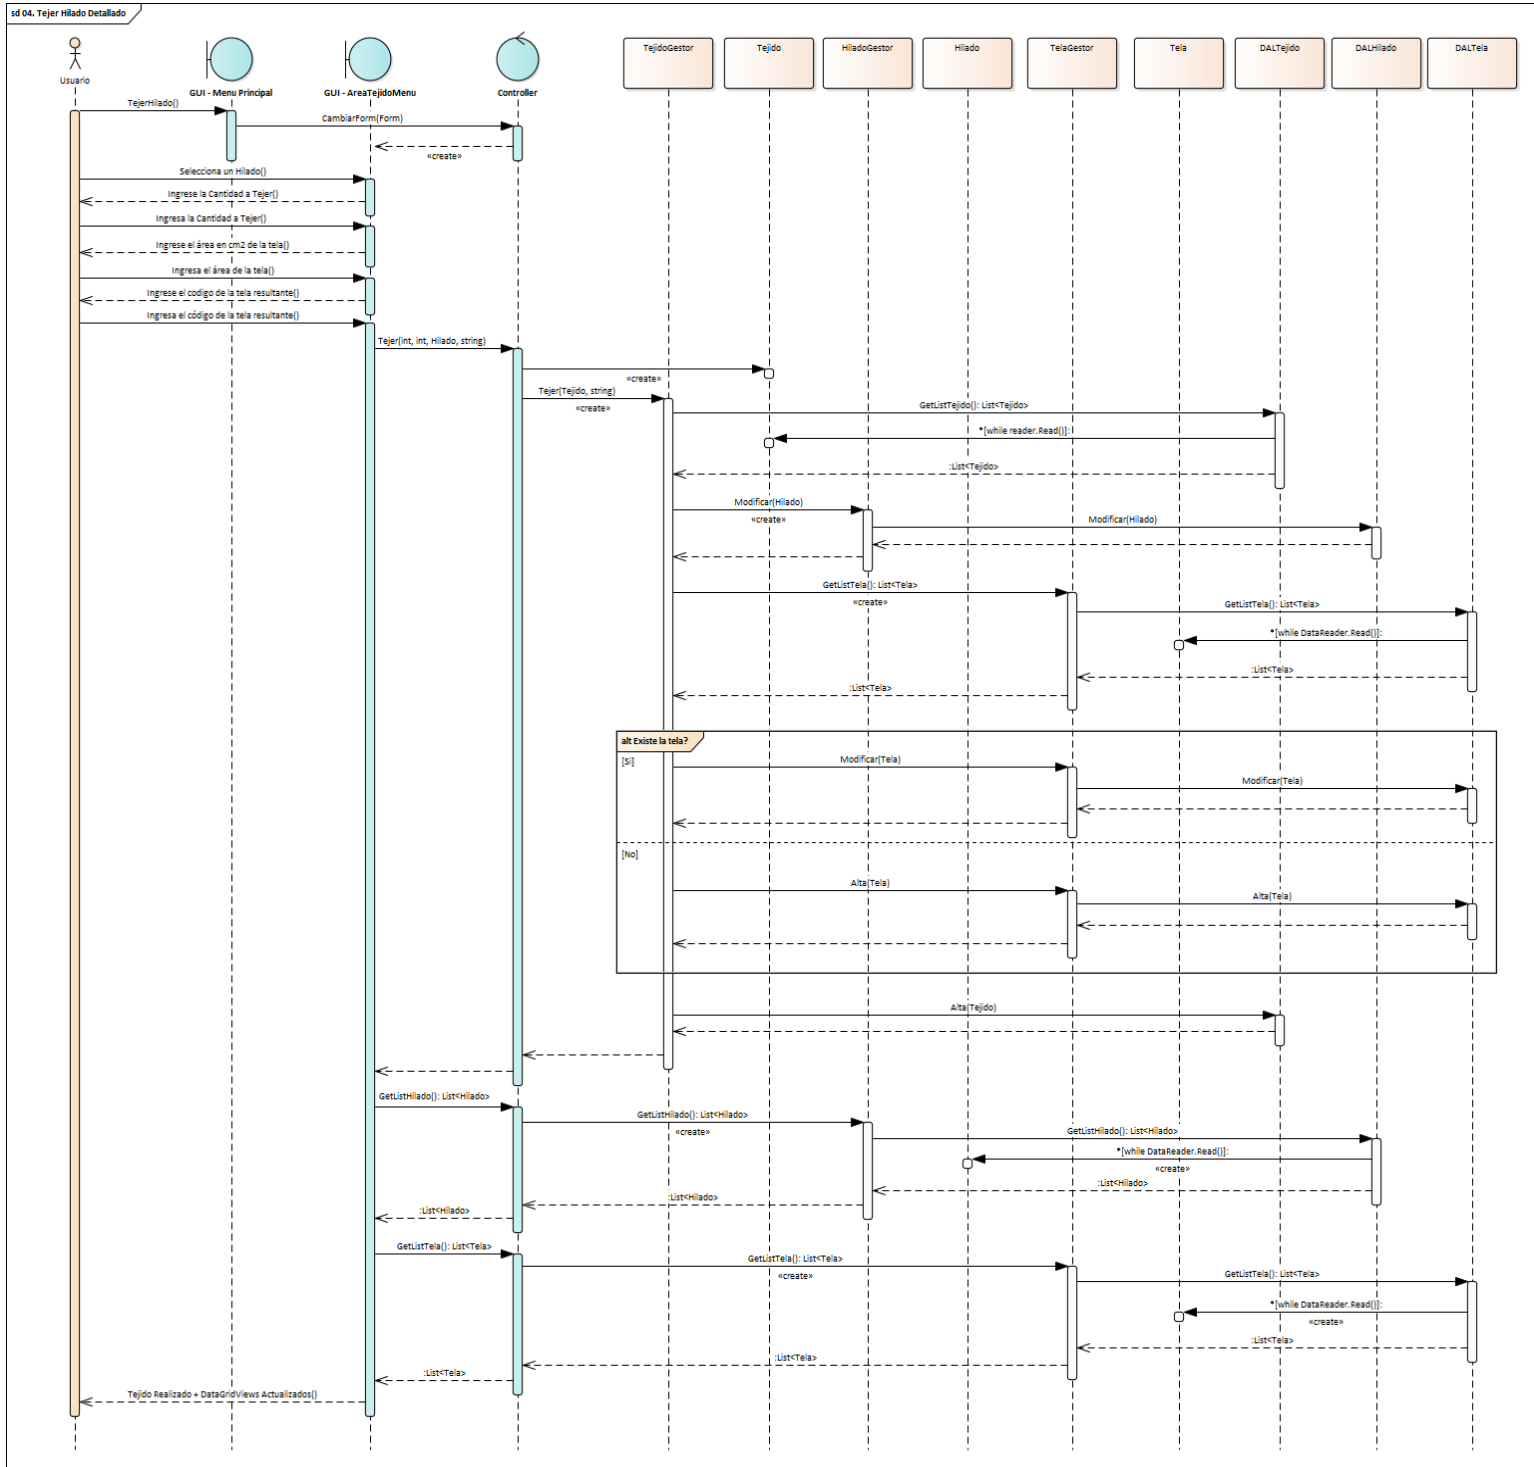 sd 04. Tejer Hilado Detallado
Usuario
GUI - Menu Principal
GUI - AreaTejidoMenu
Controller
TejidoGestor
Tejido
HiladoGestor
Hilado
TelaGestor
Tela
DALTejido
DALHilado
DALTela
TejerHilado()
CambiarForm(Form)
«create»
Selecciona un Hilado()
Ingrese la Cantidad a Tejer()
Ingresa la Cantidad a Tejer()
Ingrese el área en cm2 de la tela()
Ingresa el área de la tela()
Ingrese el codigo de la tela resultante()
Ingresa el código de la tela resultante()
Tejer(int, int, Hilado, string)
«create»
Tejer(Tejido, string)
«create»
GetListTejido(): List<Tejido>
*[while reader.Read()]:
:List<Tejido>
Modificar(Hilado)
«create»
Modificar(Hilado)
GetListTela(): List<Tela>
«create»
GetListTela(): List<Tela>
*[while DataReader.Read()]:
:List<Tela>
:List<Tela>
alt Existe la tela?
[Si]
Modificar(Tela)
Modificar(Tela)
[No]
Alta(Tela)
Alta(Tela)
Alta(Tejido)
GetListHilado(): List<Hilado>
GetListHilado(): List<Hilado>
«create»
GetListHilado(): List<Hilado>
*[while DataReader.Read()]:
«create»
:List<Hilado>
:List<Hilado>
:List<Hilado>
GetListTela(): List<Tela>
GetListTela(): List<Tela>
«create»
GetListTela(): List<Tela>
*[while DataReader.Read()]:
«create»
:List<Tela>
:List<Tela>
:List<Tela>
Tejido Realizado + DataGridViews Actualizados()